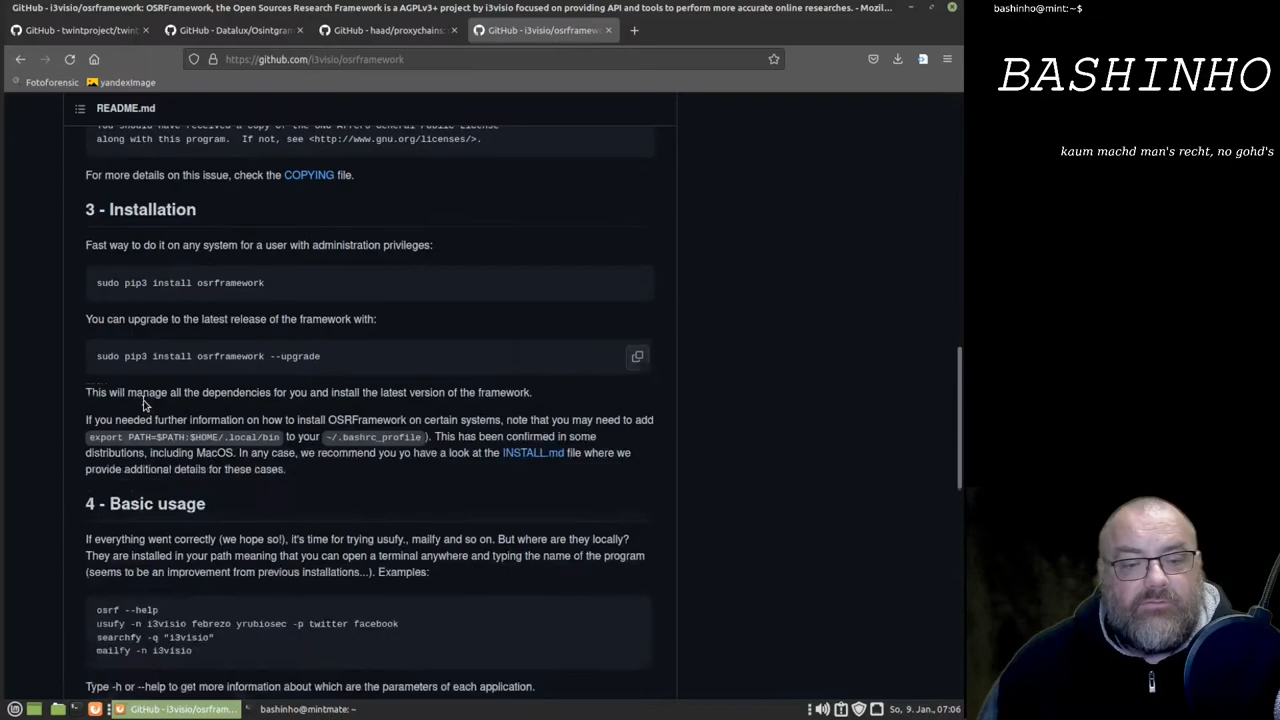 GitHub - i3visio/osrframework: OSRFramework, the Open Sources Research Framework is a AGPLv3+ project by i3visio focused on providing API and tools to perform more accurate online researches. - Mozil...
bashinho@mint:~$
GitHub - twintproject/twint
GitHub - Datalux/Osintgram
GitHub - haad/proxychains:
GitHub - i3visio/osrframew
https://github.com/i3visio/osrframework
Fotoforensic
yandexImage
BASHINHO
kaum machd man's recht, no gohd's
README.md
You should have received a copy of the GNU Affero General Public License
along with this program. If not, see <http://www.gnu.org/licenses/>.
For more details on this issue, check the COPYING file.
3 - Installation
Fast way to do it on any system for a user with administration privileges:
sudo pip3 install osrframework
You can upgrade to the latest release of the framework with:
sudo pip3 install osrframework --upgrade
This will manage all the dependencies for you and install the latest version of the framework.
If you needed further information on how to install OSRFramework on certain systems, note that you may need to add
export PATH=$PATH:$HOME/.local/bin to your ~/.bashrc_profile ). This has been confirmed in some
distributions, including MacOS. In any case, we recommend you yo have a look at the INSTALL.md file where we
provide additional details for these cases.
4 - Basic usage
If everything went correctly (we hope so!), it's time for trying usufy., mailfy and so on. But where are they locally?
They are installed in your path meaning that you can open a terminal anywhere and typing the name of the program
(seems to be an improvement from previous installations...). Examples:
osrf --help
usufy -n i3visio febrezo yrubiosec -p twitter facebook
searchfy -q "i3visio"
mailfy -n i3visio
Type -h or --help to get more information about which are the parameters of each application.
GitHub - i3visio/osrfram...
bashinho@mintmate: ~
So, 9. Jan., 07:06